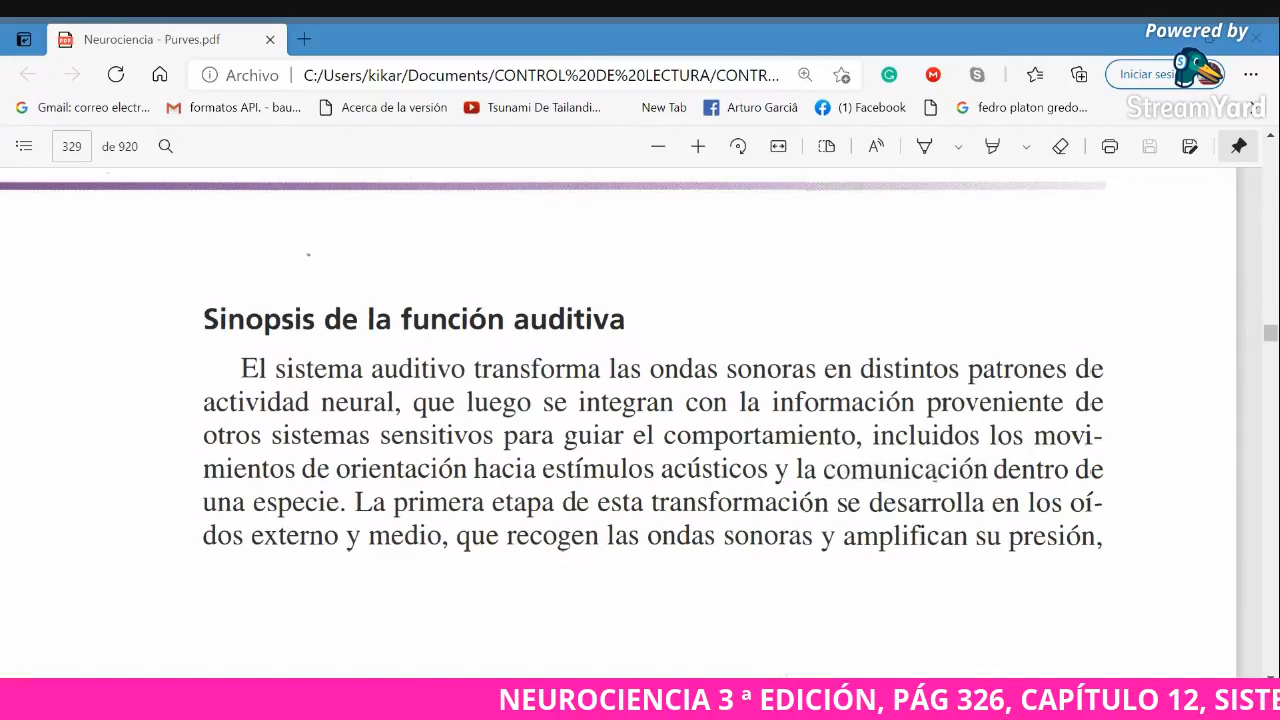 Powered by
Neurociencia - Purves.pdf
Archivo
C:/Users/kikar/Documents/CONTROL%20DE%20LECTURA/CONTR...
StreamYard
Gmail: correo electr...
formatos API. - bau...
Acerca de la versión
Tsunami De Tailandi...
New Tab
Arturo Garciâ
(1) Facebook
fedro platon gredo...
329 de 920
Sinopsis de la función auditiva
El sistema auditivo transforma las ondas sonoras en distintos patrones de
actividad neural, que luego se integran con la información proveniente de
otros sistemas sensitivos para guiar el comportamiento, incluidos los movi-
mientos de orientación hacia estímulos acústicos y la comunicación dentro de
una especie. La primera etapa de esta transformación se desarrolla en los oí-
dos externo y medio, que recogen las ondas sonoras y amplifican su presión,
NEUROCIENCIA 3 ª EDICIÓN, PÁG 326, CAPÍTULO 12, SISTE